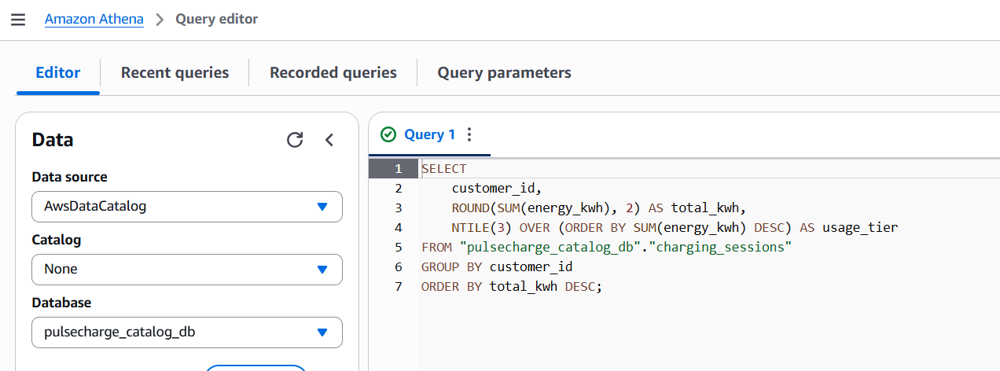 Amazon Athena > Query editor
Editor Recent queries Recorded queries Query parameters
Data
Data source
AwsDataCatalog
Catalog
None
Database
pulsecharge_catalog_db
Query 1
1 SELECT
2 customer_id,
3 ROUND(SUM(energy_kwh), 2) AS total_kwh,
4 NTILE(3) OVER (ORDER BY SUM(energy_kwh) DESC) AS usage_tier
5 FROM "pulsecharge_catalog_db"."charging_sessions"
6 GROUP BY customer_id
7 ORDER BY total_kwh DESC;